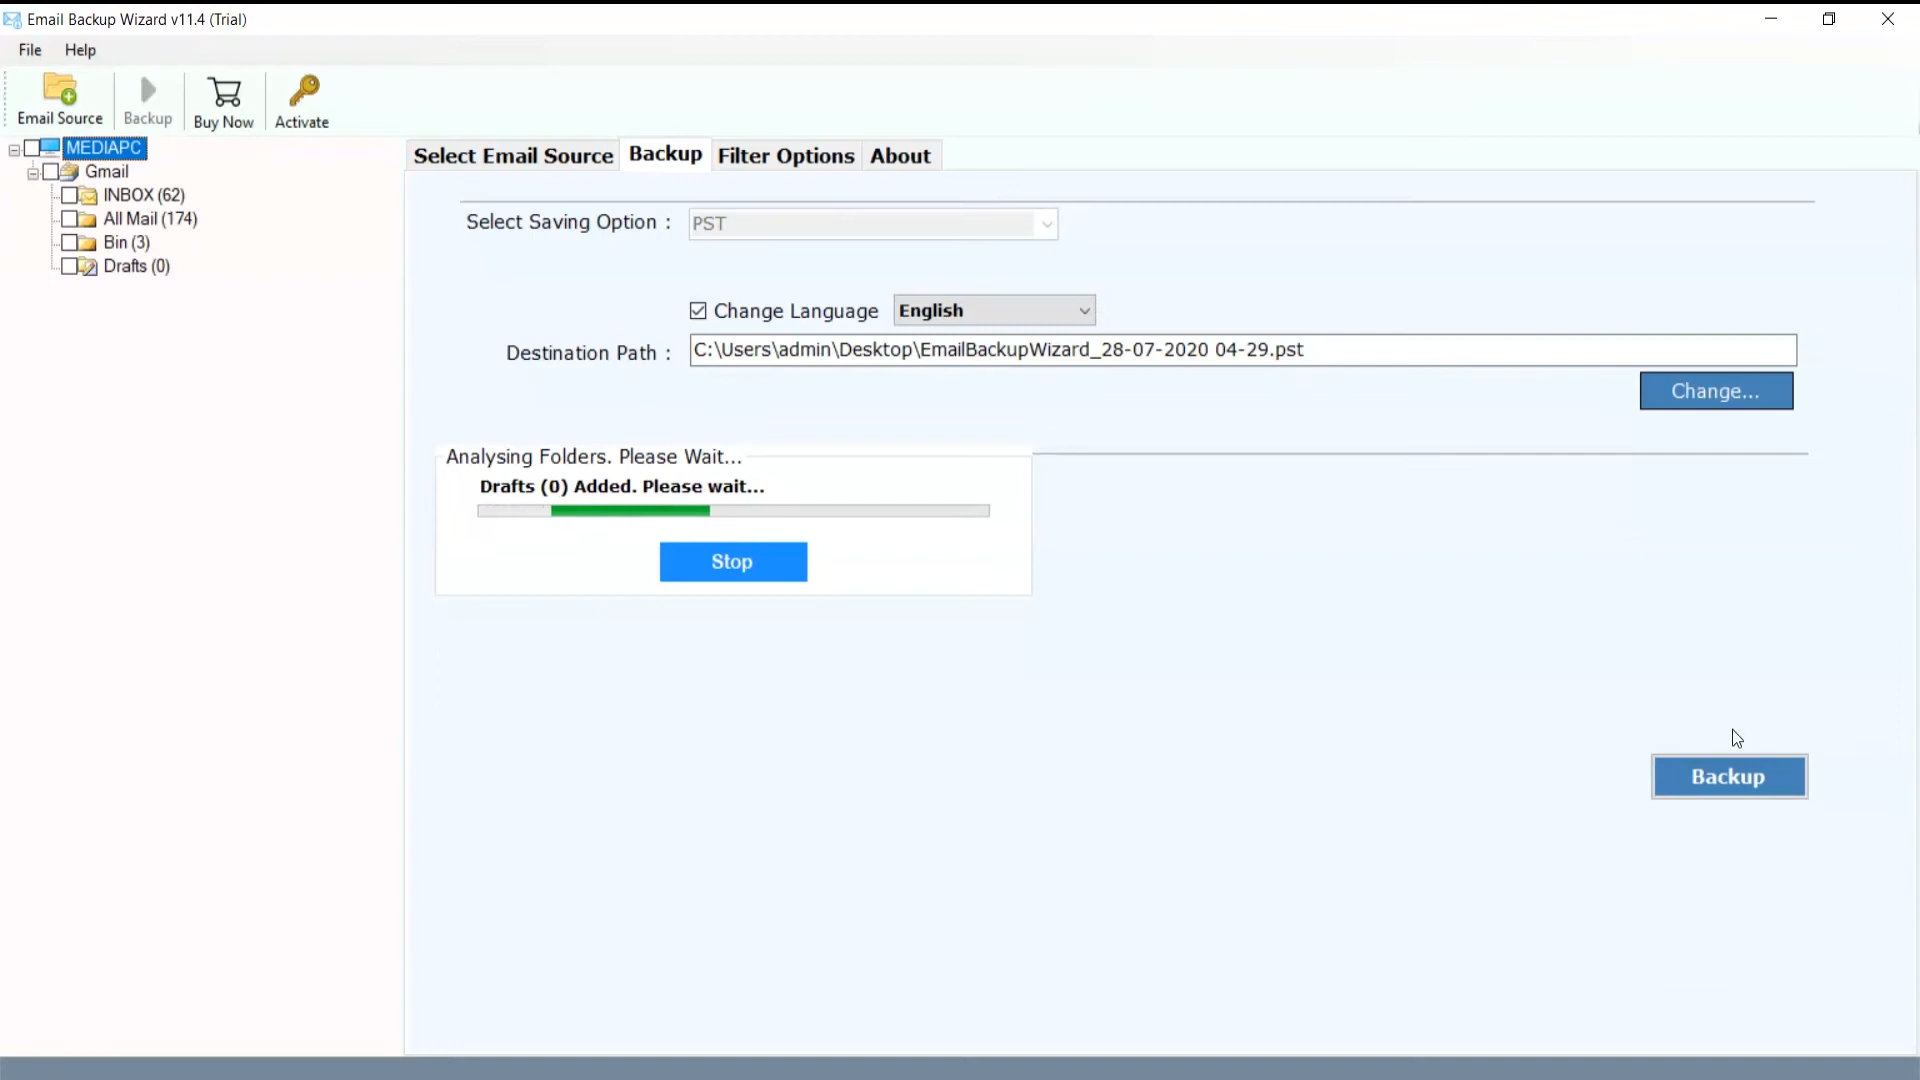 Email Backup Wizard v11.4 (Trial)
File Help
Email Source Backup Buy Now Activate
MEDIAPC
Gmail
INBOX (62)
All Mail (174)
Bin (3)
Drafts (0)
Select Email Source Backup Filter Options About
Select Saving Option : PST
Change Language English
Destination Path : C:\Users\admin\Desktop\EmailBackupWizard_28-07-2020 04-29.pst
Change...
Analysing Folders. Please Wait...
Drafts (0) Added. Please wait...
Stop
Backup